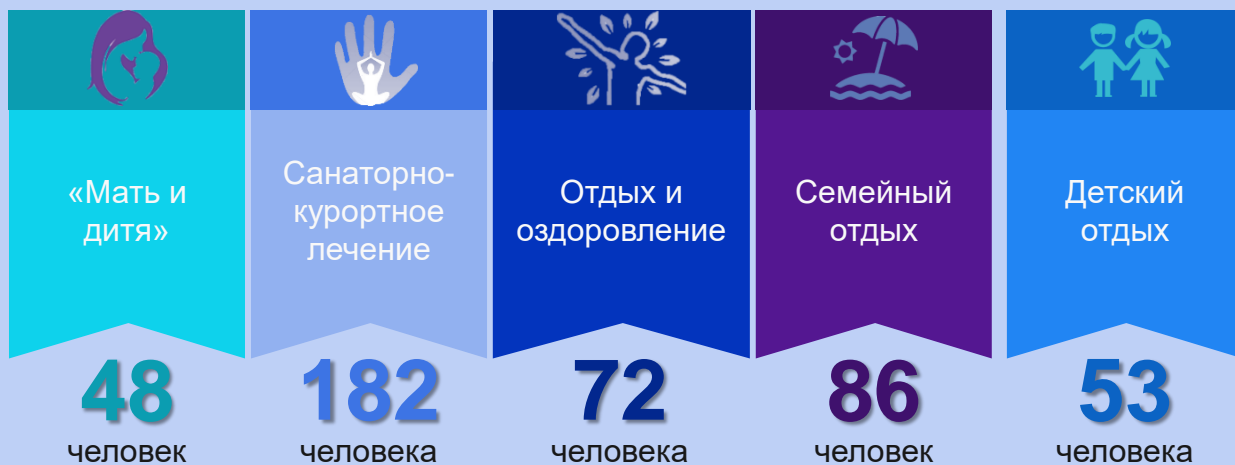 «Мать и
дитя»
48
человек
Санаторно-
курортное
лечение
182
человека
Отдых и
оздоровление
72
человека
Семейный
отдых
86
человек
Детский
отдых
53
человека